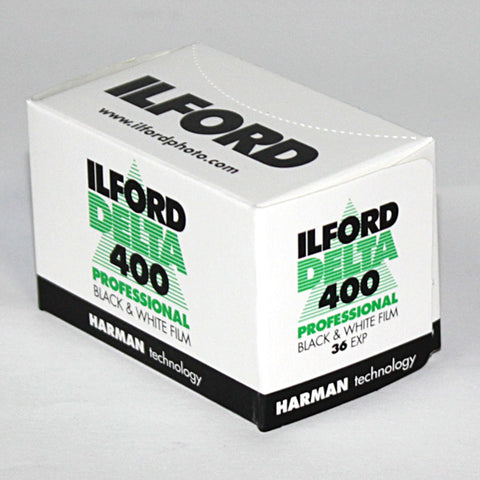 ILFORD
www.ilfordphoto.com
ILFORD
DELTA
400
PROFESSIONAL
BLACK & WHITE FILM
HARMAN technology
ILFORD
DELTA
400
PROFESSIONAL
BLACK & WHITE FILM
36 EXP
HARMAN technology